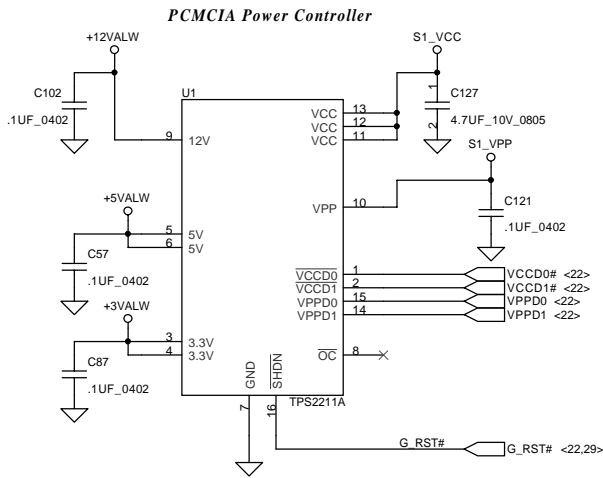 PCMCIA Power Controller
+12VALW
S1_VCC
C102
.1UF_0402
U1
9
12V
VCC
13
VCC
12
VCC
11
1
C127
2
4.7UF_10V_0805
S1_VPP
VPP
10
C121
.1UF_0402
+5VALW
5
5V
6
5V
C57
.1UF_0402
VCCD0
1
VCCD0# <22>
VCCD1
2
VCCD1# <22>
VPPD0
15
VPPD0 <22>
VPPD1
14
VPPD1 <22>
+3VALW
3
3.3V
4
3.3V
C87
.1UF_0402
OC
8
GND
SHDN
7
16
TPS2211A
G_RST#
G_RST# <22,29>